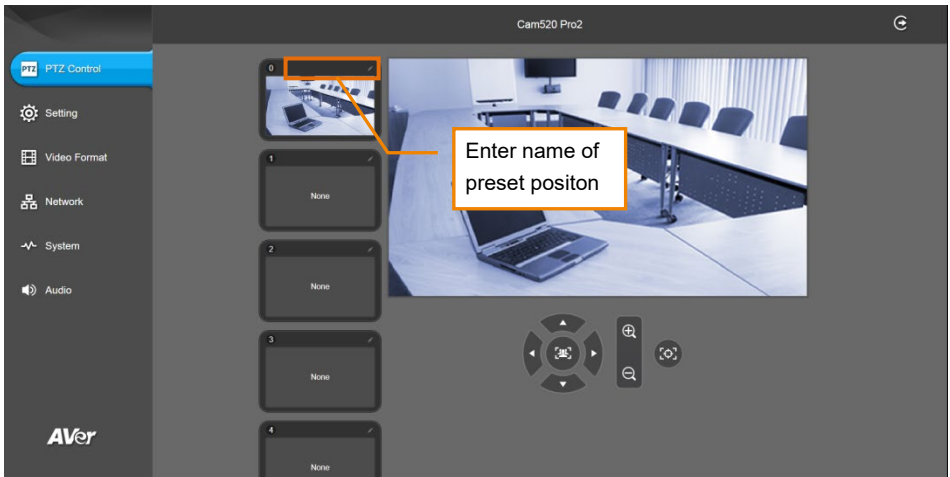 Cam520 Pro2
PTZ PTZ Control
Setting
Video Format
Network
System
Audio
AVer
0
1
None
2
None
3
None
4
None
Enter name of
preset positon